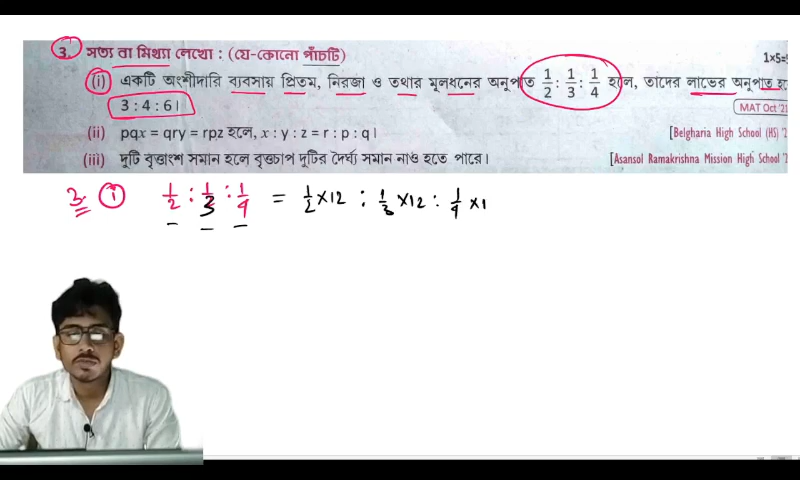 3. সত্য বা মিথ্যা লেখো : (যে-কোনো পাঁচটি) 1×5=5
(i) একটি অংশীদারি ব্যবসায় প্রিতম, নিরজা ও তথার মূলধনের অনুপাত 1/2 : 1/3 : 1/4 হলে, তাদের লাভের অনুপাত হবে
3 : 4 : 6। [MAT Oct '21
(ii) pqx = qry = rpz হলে, x : y : z = r : p : q। [Belgharia High School (HS) '2
(iii) দুটি বৃত্তাংশ সমান হলে বৃত্তচাপ দুটির দৈর্ঘ্য সমান নাও হতে পারে। [Asansol Ramakrishna Mission High School '2
3. (i) 1/2 : 1/3 : 1/4 = 1/2 ×12 : 1/3 ×12 : 1/4 ×1